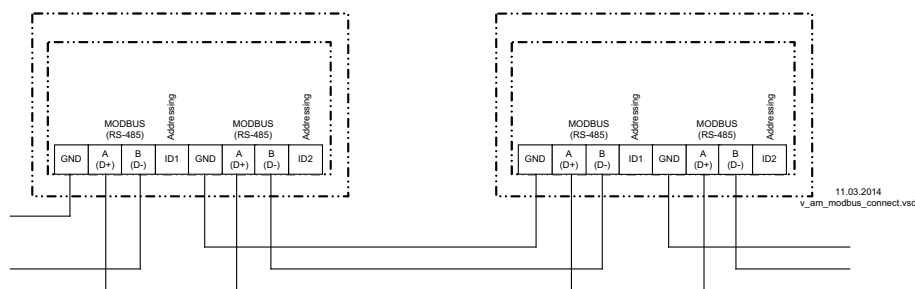 MODBUS
(RS-485)
Addressing
MODBUS
(RS-485)
Addressing
GND
A
(D+)
B
(D-)
ID1
GND
A
(D+)
B
(D-)
ID2
MODBUS
(RS-485)
Addressing
MODBUS
(RS-485)
Addressing
GND
A
(D+)
B
(D-)
ID1
GND
A
(D+)
B
(D-)
ID2
11.03.2014
v_am_modbus_connect.vsd